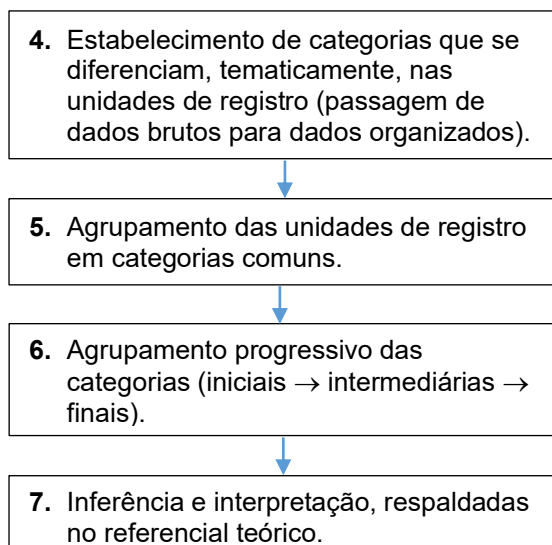 4. Estabelecimento de categorias que se
diferenciam, tematicamente, nas
unidades de registro (passagem de
dados brutos para dados organizados).
5. Agrupamento das unidades de registro
em categorias comuns.
6. Agrupamento progressivo das
categorias (iniciais → intermediárias →
finais).
7. Inferência e interpretação, respaldadas
no referencial teórico.